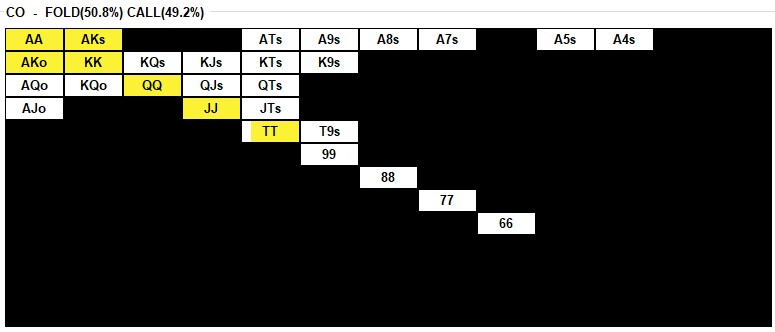 CO - FOLD(50.8%) CALL(49.2%)
AA AKs ATs A9s A8s A7s A5s A4s
AKo KK KQs KJs KTs K9s
AQo KQo QQ QJs QTs
AJo JJ JTs
TT T9s
99
88
77
66